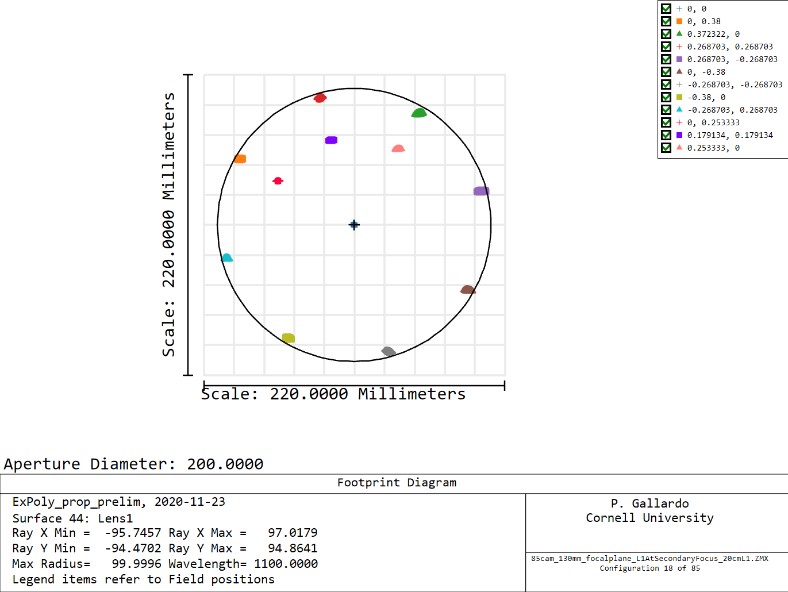 0, 0
0, 0.38
0.372322, 0
0.268703, 0.268703
0.268703, -0.268703
0, -0.38
-0.268703, -0.268703
-0.38, 0
-0.268703, 0.268703
0, 0.253333
0.179134, 0.179134
0.253333, 0
Scale: 220.0000 Millimeters
Scale: 220.0000 Millimeters
Aperture Diameter: 200.0000
Footprint Diagram
ExPoly_prop_prelim, 2020-11-23
Surface 44: Lens1
Ray X Min = -95.7457 Ray X Max = 97.0179
Ray Y Min = -94.4702 Ray Y Max = 94.8641
Max Radius= 99.9996 Wavelength= 1100.0000
Legend items refer to Field positions
P. Gallardo
Cornell University
85cam_130mm_focalplane_L1AtSecondaryFocus_20cmL1.ZMX
Configuration 18 of 85